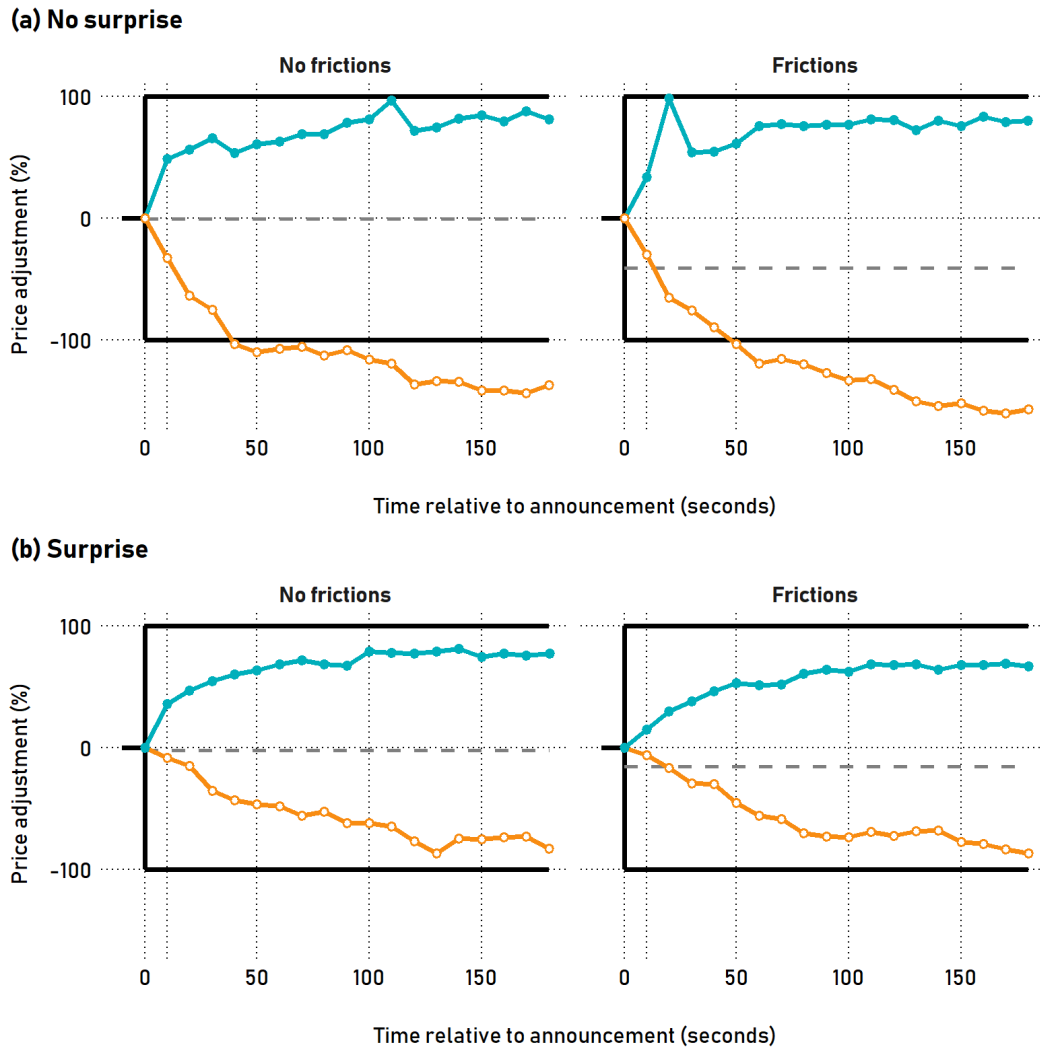 (a) No surprise
No frictions
Frictions
Price adjustment (%)
100
0
-100
0 50 100 150
0 50 100 150
Time relative to announcement (seconds)
(b) Surprise
No frictions
Frictions
Price adjustment (%)
100
0
-100
0 50 100 150
0 50 100 150
Time relative to announcement (seconds)